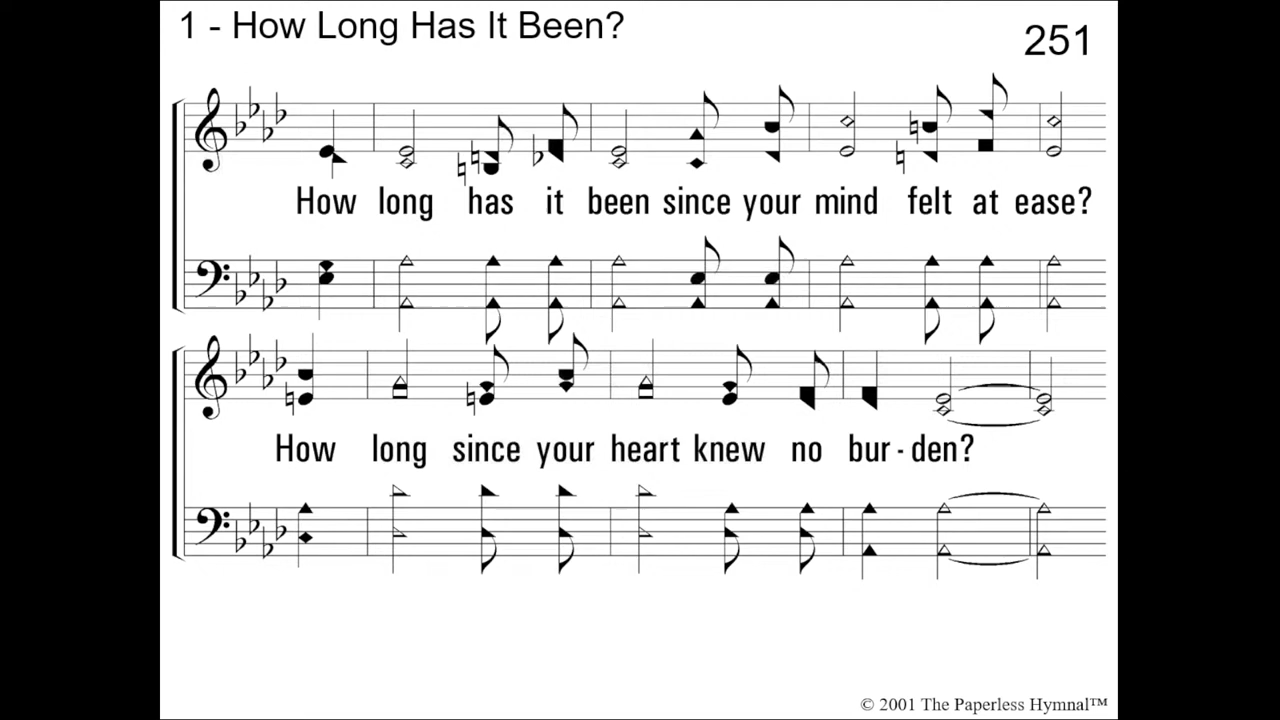 1 - How Long Has It Been?
251
How long has it been since your mind felt at ease?
How long since your heart knew no bur - den?
© 2001 The Paperless Hymnal™